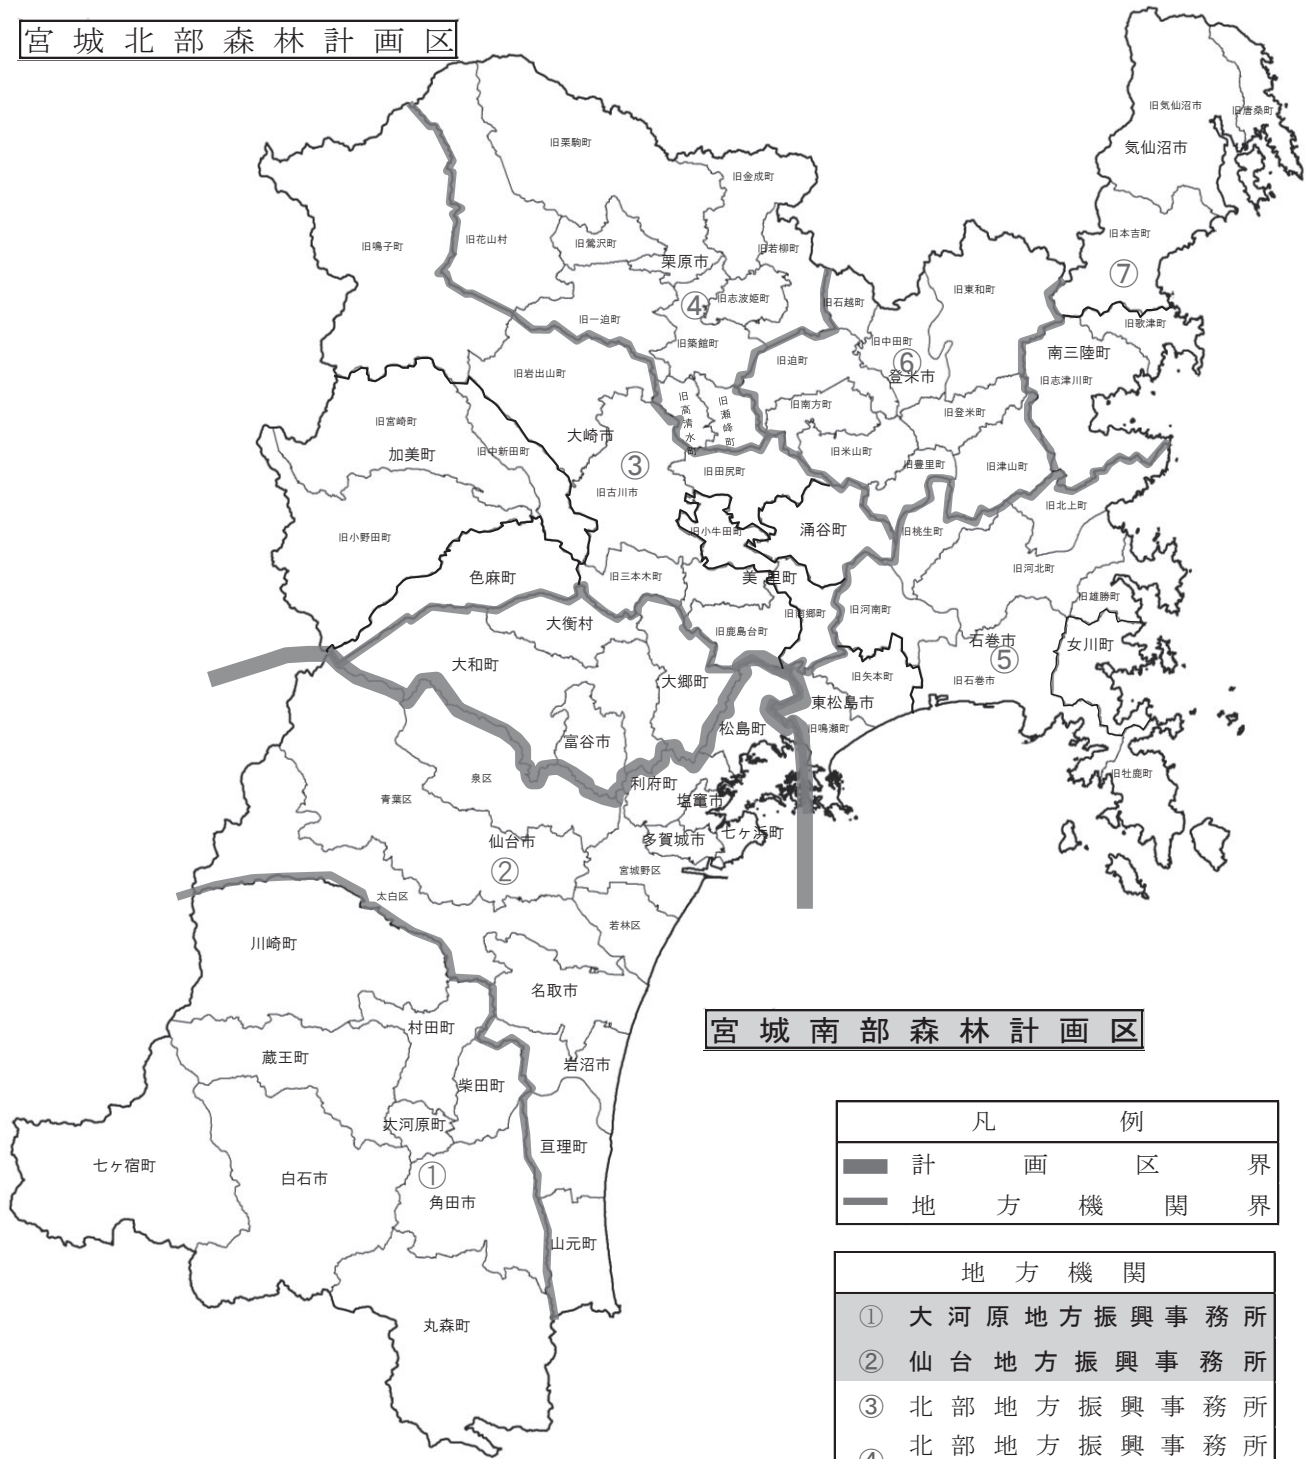 宮城北部森林計画区
旧気仙沼市
旧唐桑町
旧栗駒町
気仙沼市
旧金成町
旧鳴子町
旧花山村
旧鶯沢町
旧若柳町
旧本吉町
栗原市
⑦
旧東和町
④
旧志波姫町
旧石越町
旧一迫町
旧歌津町
旧築館町
旧中田町
南三陸町
旧迫町
⑥
旧岩出山町
登米市
旧志津川町
旧高清水町
旧瀬峰町
旧南方町
旧登米町
旧宮崎町
大崎市
加美町
旧中新田町
旧米山町
③
旧田尻町
旧豊里町
旧津山町
旧古川市
旧北上町
旧小野田町
旧小牛田町
涌谷町
旧桃生町
色麻町
旧三本木町
美里町
旧河北町
旧雄勝町
大衡村
旧鹿島台町
旧南郷町
旧河南町
石巻市
女川町
大和町
⑤
大郷町
旧矢本町
旧石巻市
東松島市
松島町
旧鳴瀬町
富谷市
泉区
利府町
旧牡鹿町
青葉区
塩竈市
仙台市
多賀城市
七ヶ浜町
②
宮城野区
太白区
若林区
川崎町
名取市
村田町
宮城南部森林計画区
蔵王町
岩沼市
柴田町
大河原町
亘理町
七ヶ宿町
白石市
①
角田市
山元町
丸森町
凡例
計画区界
地方機関界
地方機関
① 大河原地方振興事務所
② 仙台地方振興事務所
③ 北部地方振興事務所
④ 北部地方振興事務所